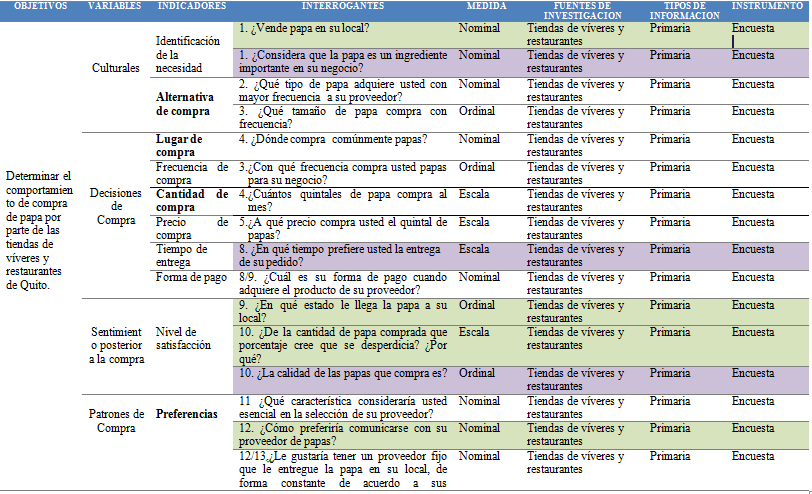 OBJETIVOS VARIABLES INDICADORES INTERROGANTES MEDIDA FUENTES DE INVESTIGACION TIPOS DE INFORMACION INSTRUMENTO
Determinar el
comportamien
to de compra
de papa por
parte de las
tiendas de
víveres y
restaurantes
de Quito.
Culturales
Identificación
de la
necesidad
1. ¿Vende papa en su local? Nominal Tiendas de víveres y Primaria Encuesta
restaurantes
1. ¿Considera que la papa es un ingrediente Nominal Tiendas de víveres y Primaria Encuesta
importante en su negocio? restaurantes
Alternativa
de compra
2. ¿Qué tipo de papa adquiere usted con Nominal Tiendas de víveres y Primaria Encuesta
mayor frecuencia a su proveedor? restaurantes
3. ¿Qué tamaño de papa compra con Ordinal Tiendas de víveres y Primaria Encuesta
frecuencia? restaurantes
Decisiones
de
Compra
Lugar de 4. ¿Dónde compra comúnmente papas? Nominal Tiendas de víveres y Primaria Encuesta
compra restaurantes
Frecuencia de 3.¿Con qué frecuencia compra usted papas Ordinal Tiendas de víveres y Primaria Encuesta
compra para su negocio? restaurantes
Cantidad de 4.¿Cuántos quintales de papa compra al Escala Tiendas de víveres y Primaria Encuesta
compra mes? restaurantes
Precio de 5.¿A qué precio compra usted el quintal de Escala Tiendas de víveres y Primaria Encuesta
compra papas? restaurantes
Tiempo de 8. ¿En qué tiempo prefiere usted la entrega Escala Tiendas de víveres y Primaria Encuesta
entrega de su pedido? restaurantes
Forma de pago 8/9. ¿Cuál es su forma de pago cuando Nominal Tiendas de víveres y Primaria Encuesta
adquiere el producto de su proveedor? restaurantes
Sentimient
o posterior
a la compra
Nivel de
satisfacción
9. ¿En qué estado le llega la papa a su Ordinal Tiendas de víveres y Primaria Encuesta
local? restaurantes
10. ¿De la cantidad de papa comprada que Escala Tiendas de víveres y Primaria Encuesta
porcentaje cree que se desperdicia? ¿Por restaurantes
qué?
10. ¿La calidad de las papas que compra es? Ordinal Tiendas de víveres y Primaria Encuesta
restaurantes
Patrones de
Compra
Preferencias
11 ¿Qué característica consideraría usted Nominal Tiendas de víveres y Primaria Encuesta
esencial en la selección de su proveedor? restaurantes
12. ¿Cómo preferiría comunicarse con su Nominal Tiendas de víveres y Primaria Encuesta
proveedor de papas? restaurantes
12/13.¿Le gustaría tener un proveedor fijo Nominal Tiendas de víveres y Primaria Encuesta
que le entregue la papa en su local, de restaurantes
forma constante de acuerdo a sus